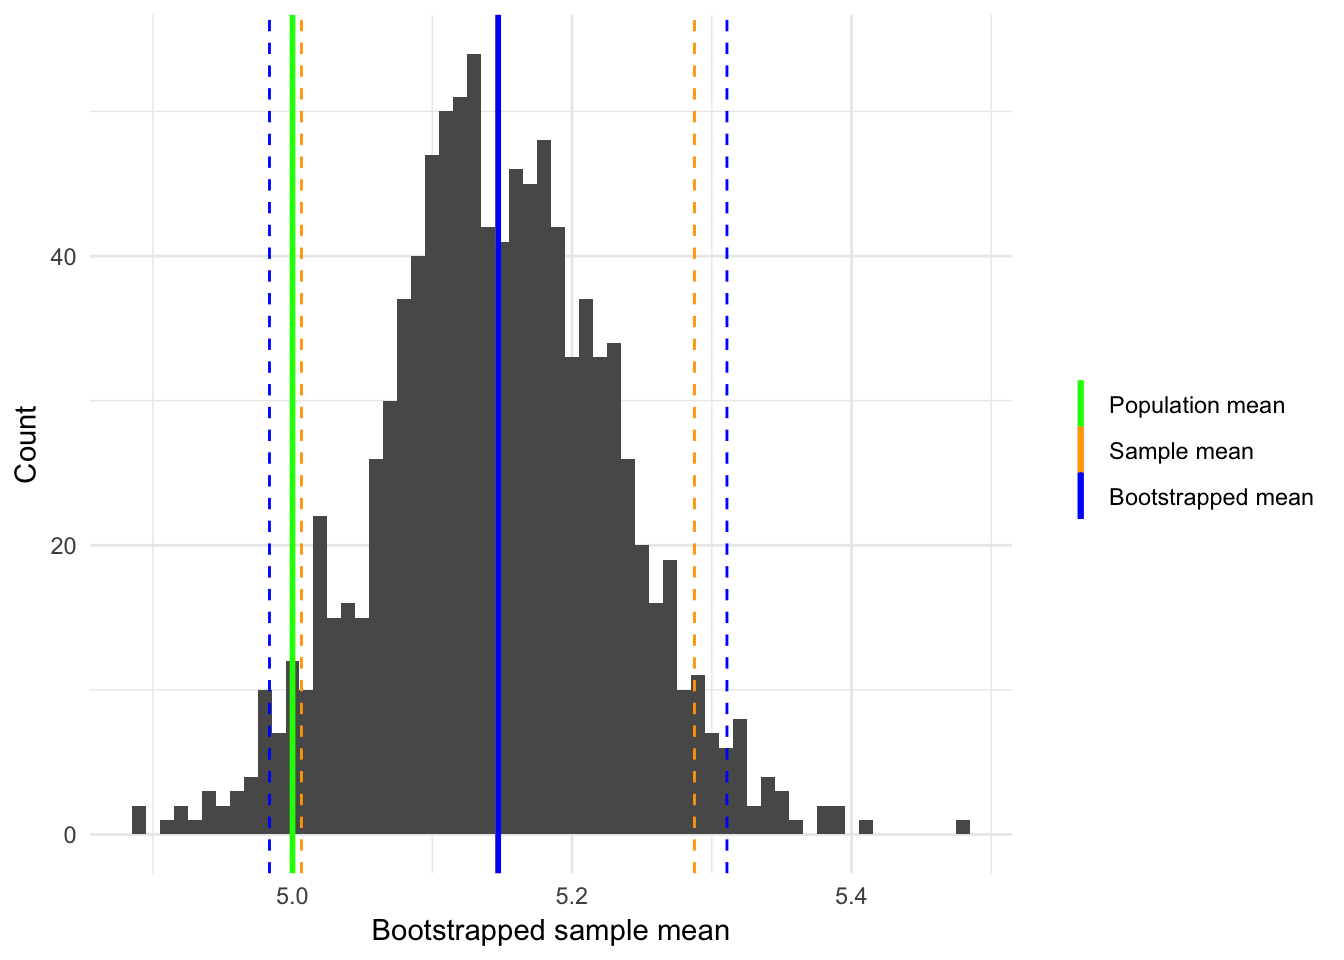 40
20
0
Count
5.0 5.2 5.4
Bootstrapped sample mean
Population mean
Sample mean
Bootstrapped mean